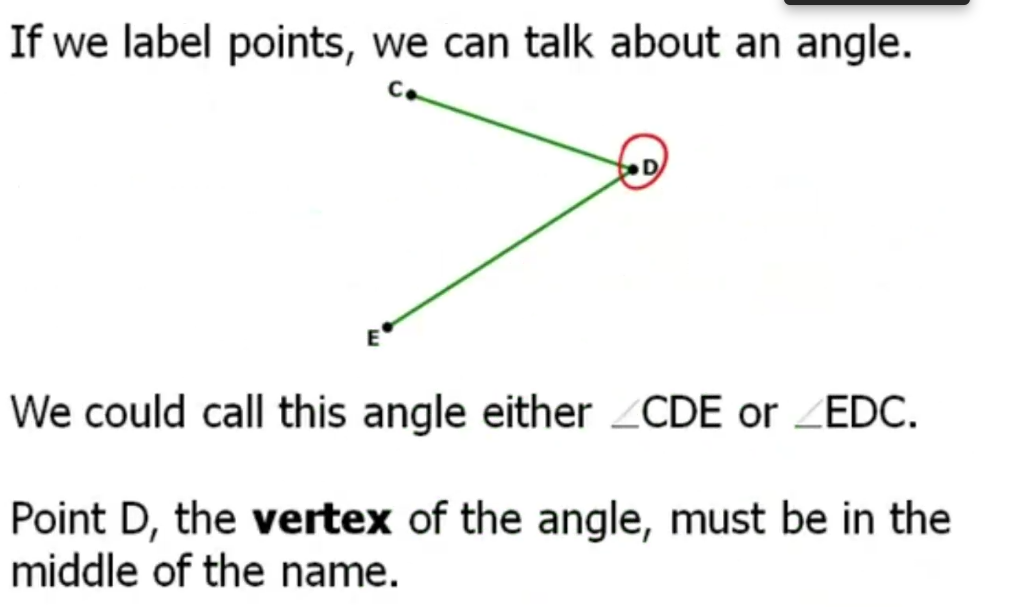 If we label points, we can talk about an angle.
C
D
E
We could call this angle either ∠CDE or ∠EDC.
Point D, the vertex of the angle, must be in the
middle of the name.